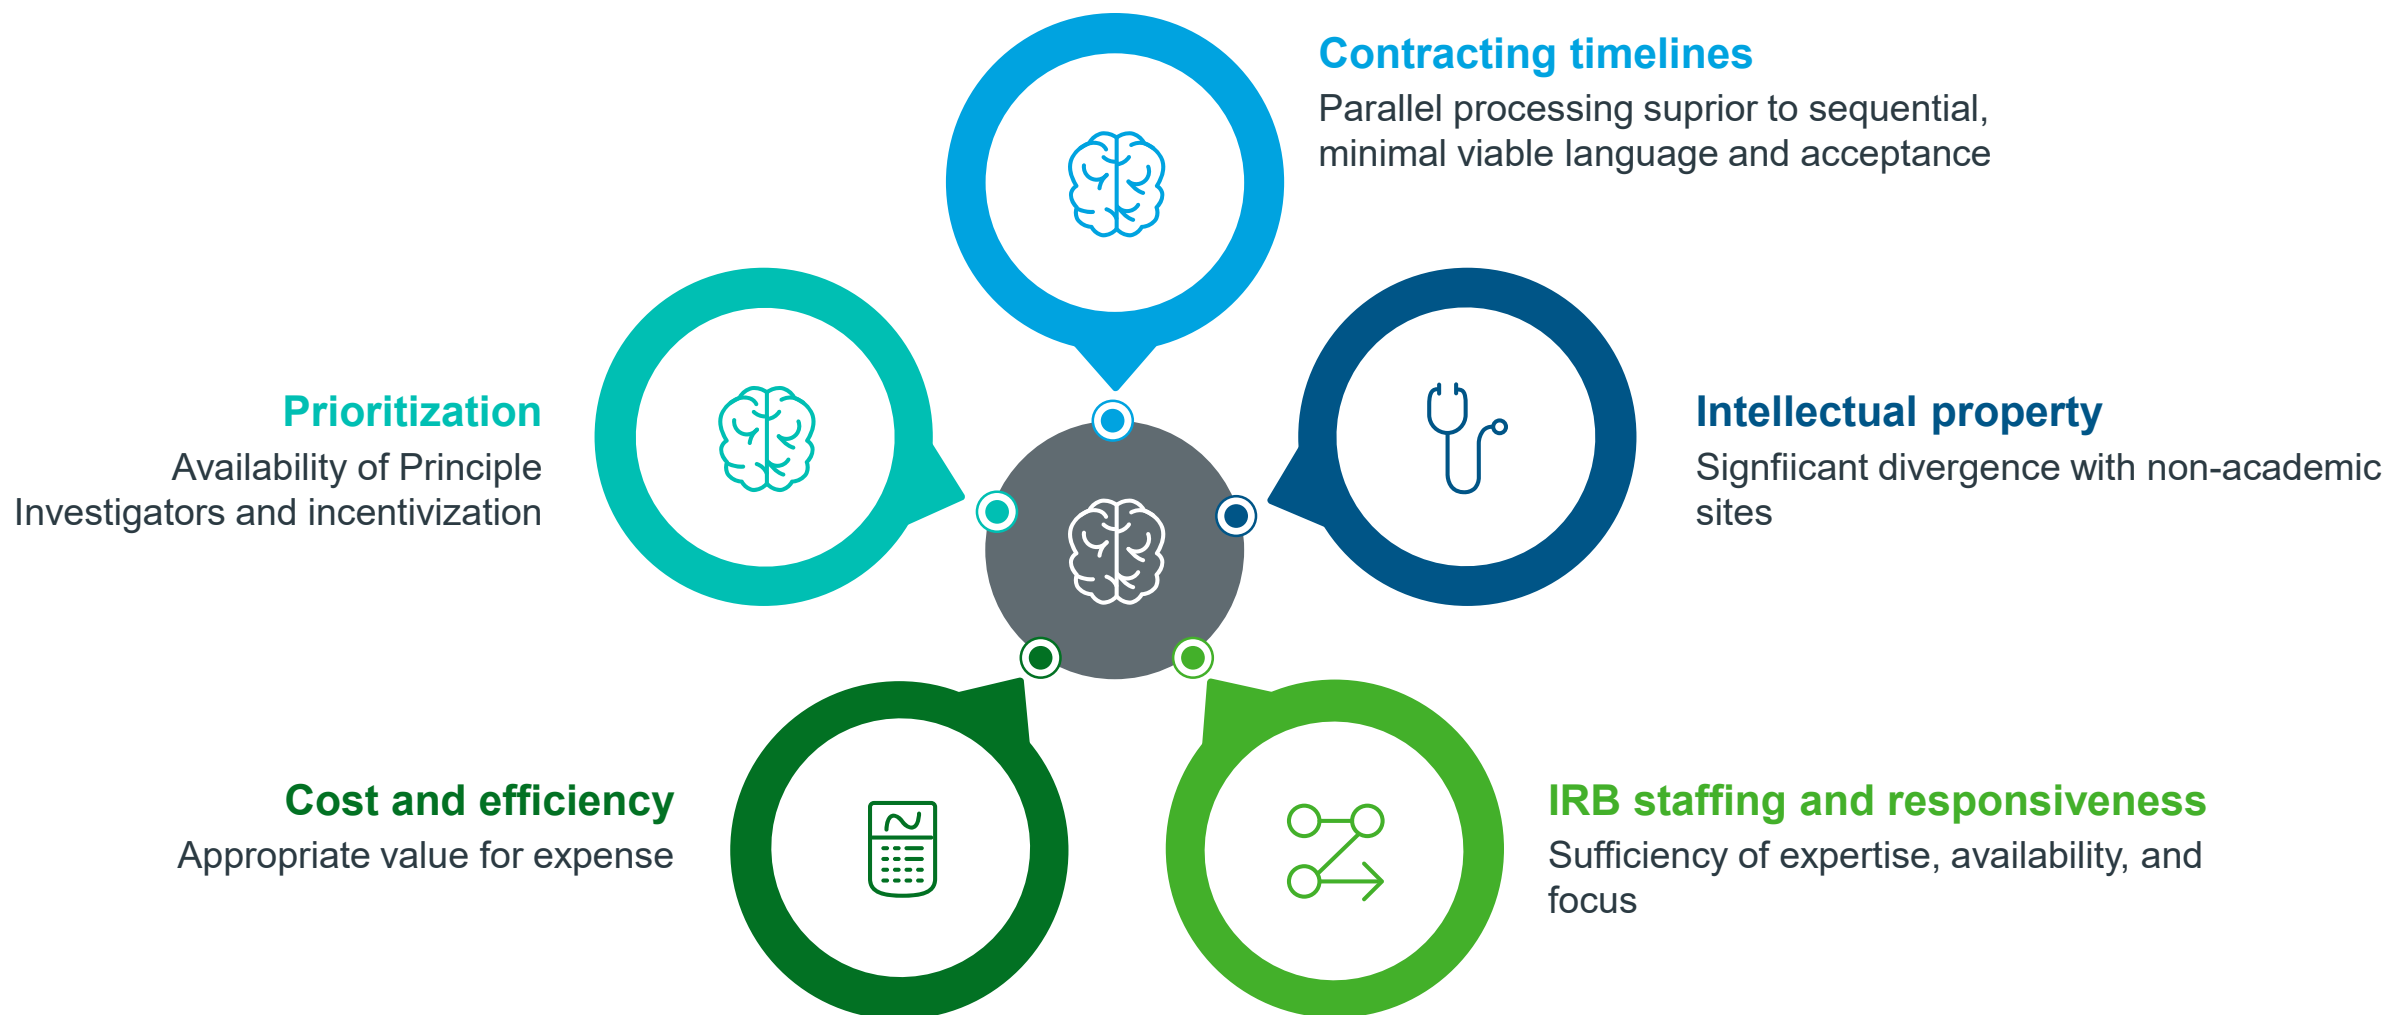 Contracting timelines
Parallel processing suprior to sequential,
minimal viable language and acceptance
Prioritization
Availability of Principle
Investigators and incentivization
Intellectual property
Signfiicant divergence with non-academic
sites
Cost and efficiency
Appropriate value for expense
IRB staffing and responsiveness
Sufficiency of expertise, availability, and
focus